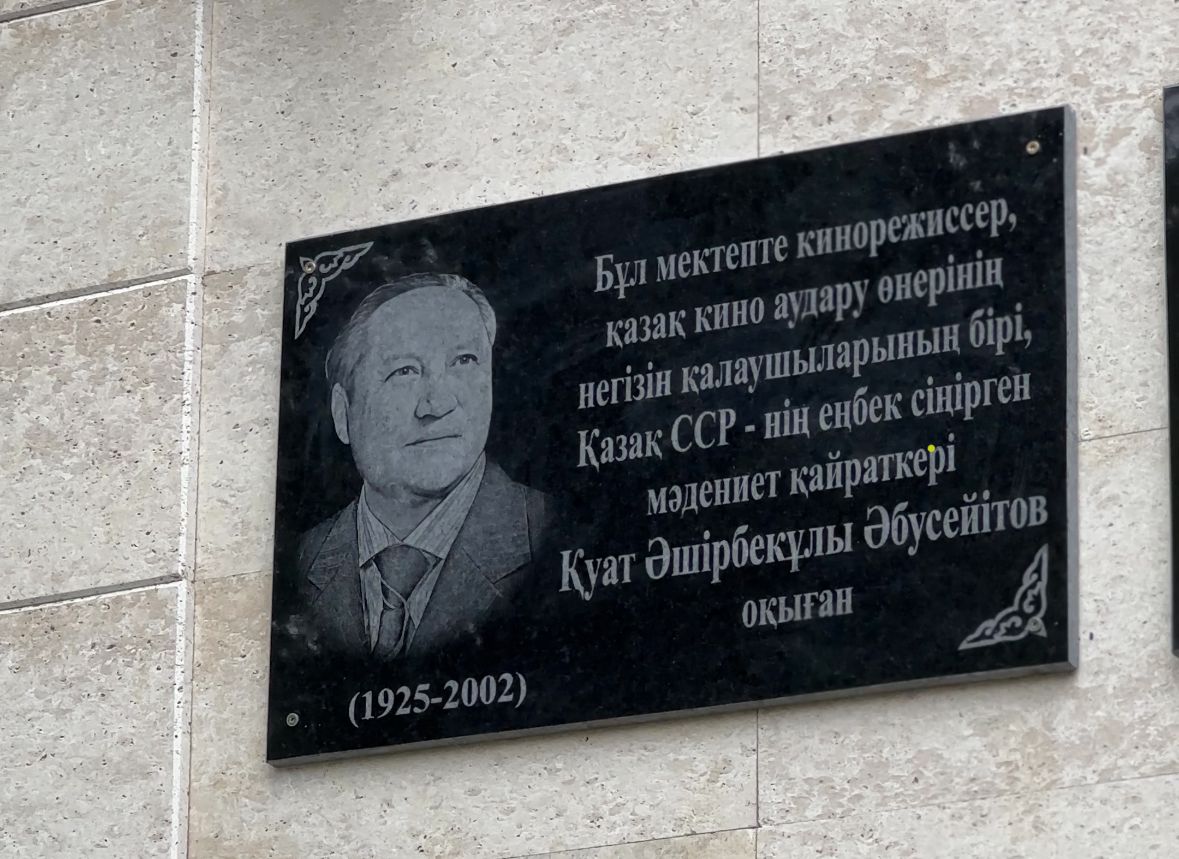 Бұл мектепте кинорежиссер,
қазақ кино аудару өнерінің
негізін қалаушыларының бірі,
Қазақ ССР - нің еңбек сіңірген
мәдениет қайраткері
Қуат Әшірбекұлы Әбусейітов
оқыған
(1925-2002)